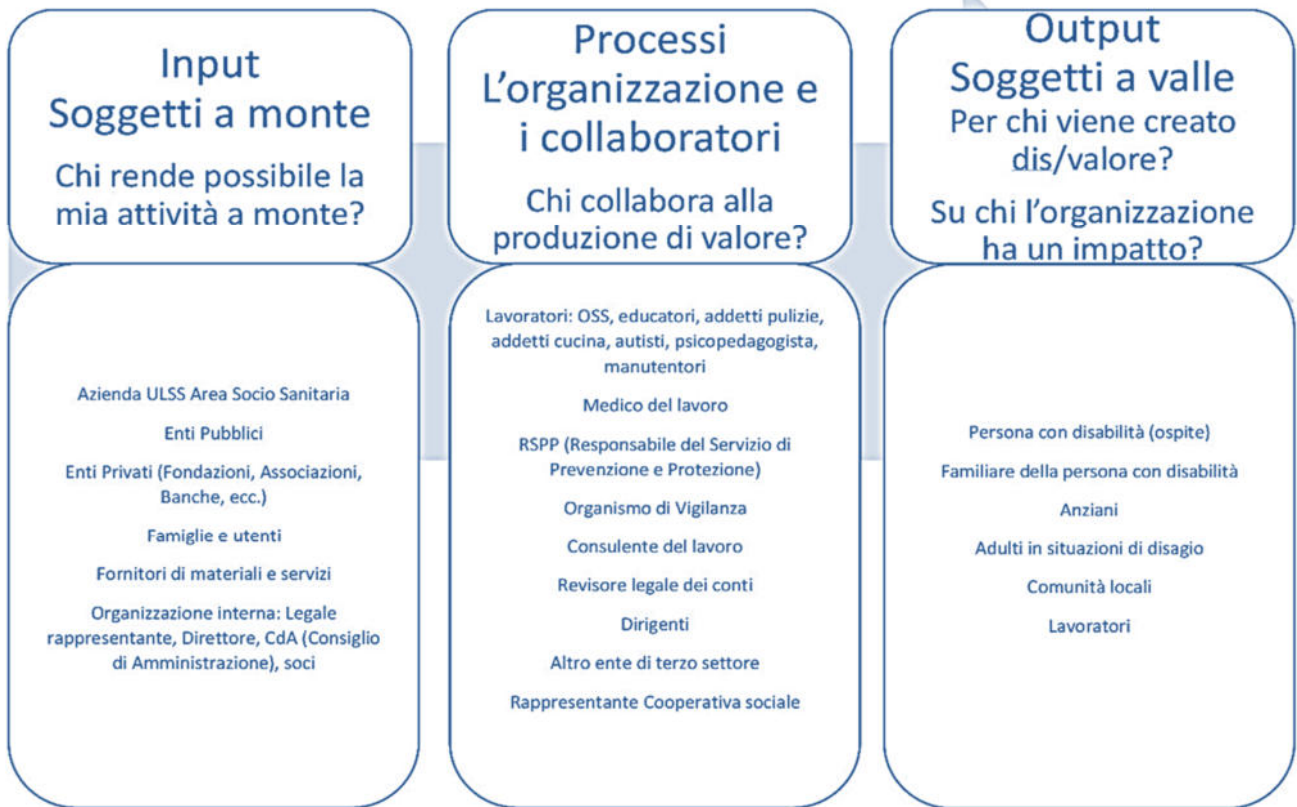 Input
Soggetti a monte
Chi rende possibile la
mia attività a monte?
Azienda ULSS Area Socio Sanitaria
Enti Pubblici
Enti Privati (Fondazioni, Associazioni,
Banche, ecc.)
Famiglie e utenti
Fornitori di materiali e servizi
Organizzazione interna: Legale
rappresentante, Direttore, CdA (Consiglio
di Amministrazione), soci
Processi
L'organizzazione e
i collaboratori
Chi collabora alla
produzione di valore?
Lavoratori: OSS, educatori, addetti pulizie,
addetti cucina, autisti, psicopedagogista,
manutentori
Medico del lavoro
RSPP (Responsabile del Servizio di
Prevenzione e Protezione)
Organismo di Vigilanza
Consulente del lavoro
Revisore legale dei conti
Dirigenti
Altro ente di terzo settore
Rappresentante Cooperativa sociale
Output
Soggetti a valle
Per chi viene creato
dis/valore?
Su chi l'organizzazione
ha un impatto?
Persona con disabilità (ospite)
Familiare della persona con disabilità
Anziani
Adulti in situazioni di disagio
Comunità locali
Lavoratori